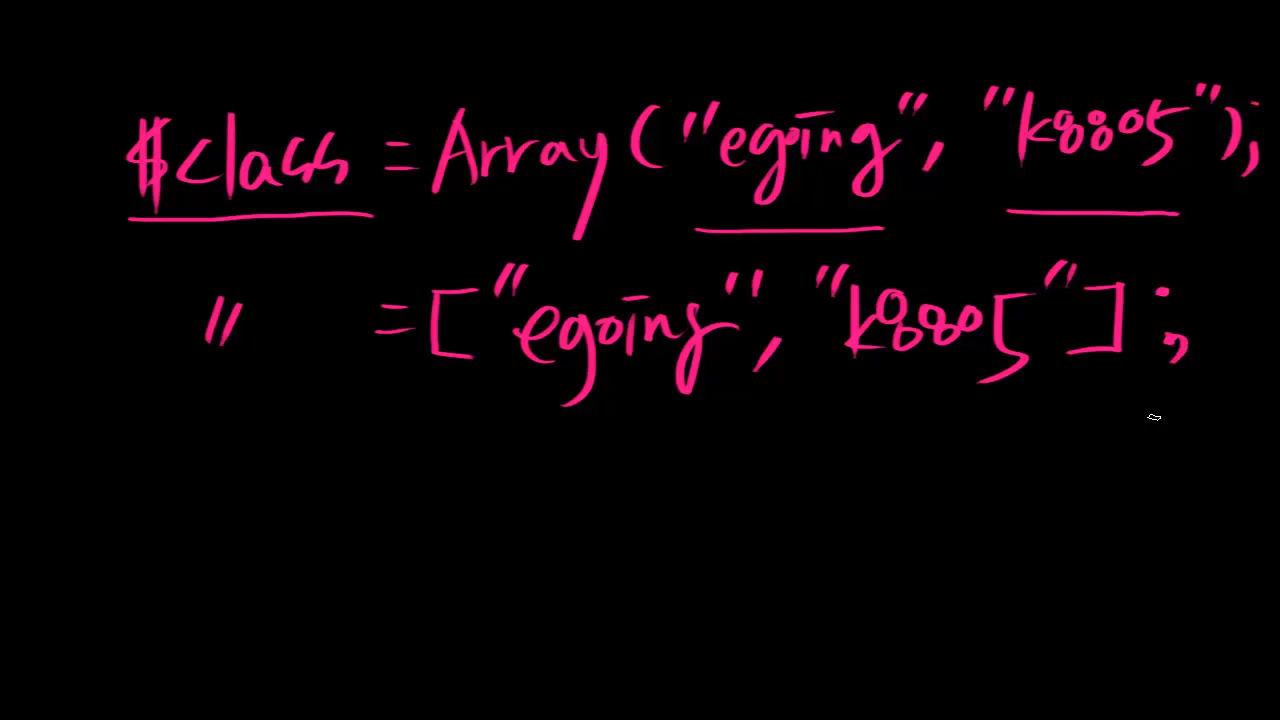 $class = Array("egoing", "k8805");
" = ["egoing", "k8805"];